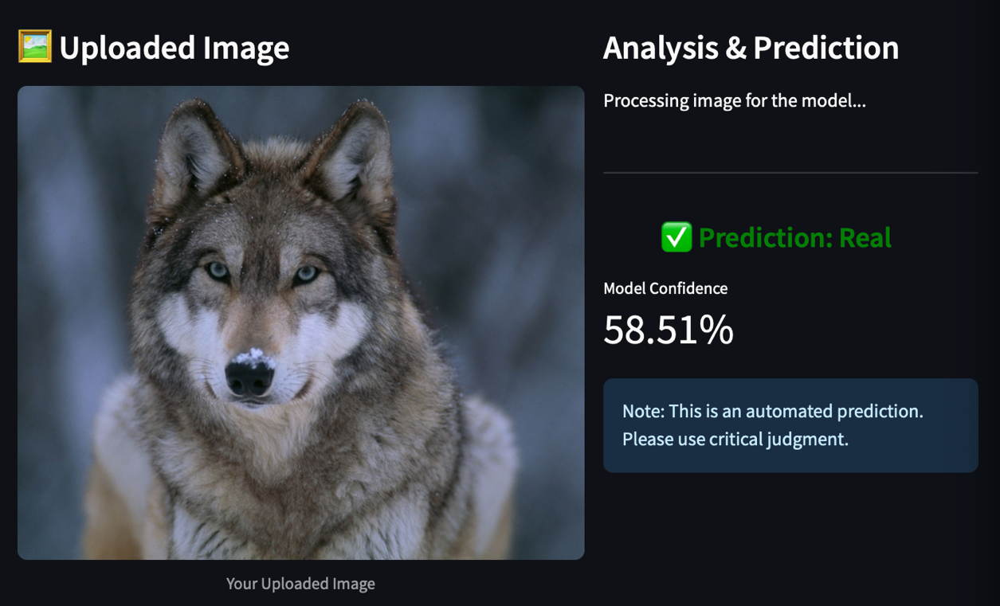 🖼️ Uploaded Image
Your Uploaded Image
Analysis & Prediction
Processing image for the model...
✅ Prediction: Real
Model Confidence
58.51%
Note: This is an automated prediction.
Please use critical judgment.